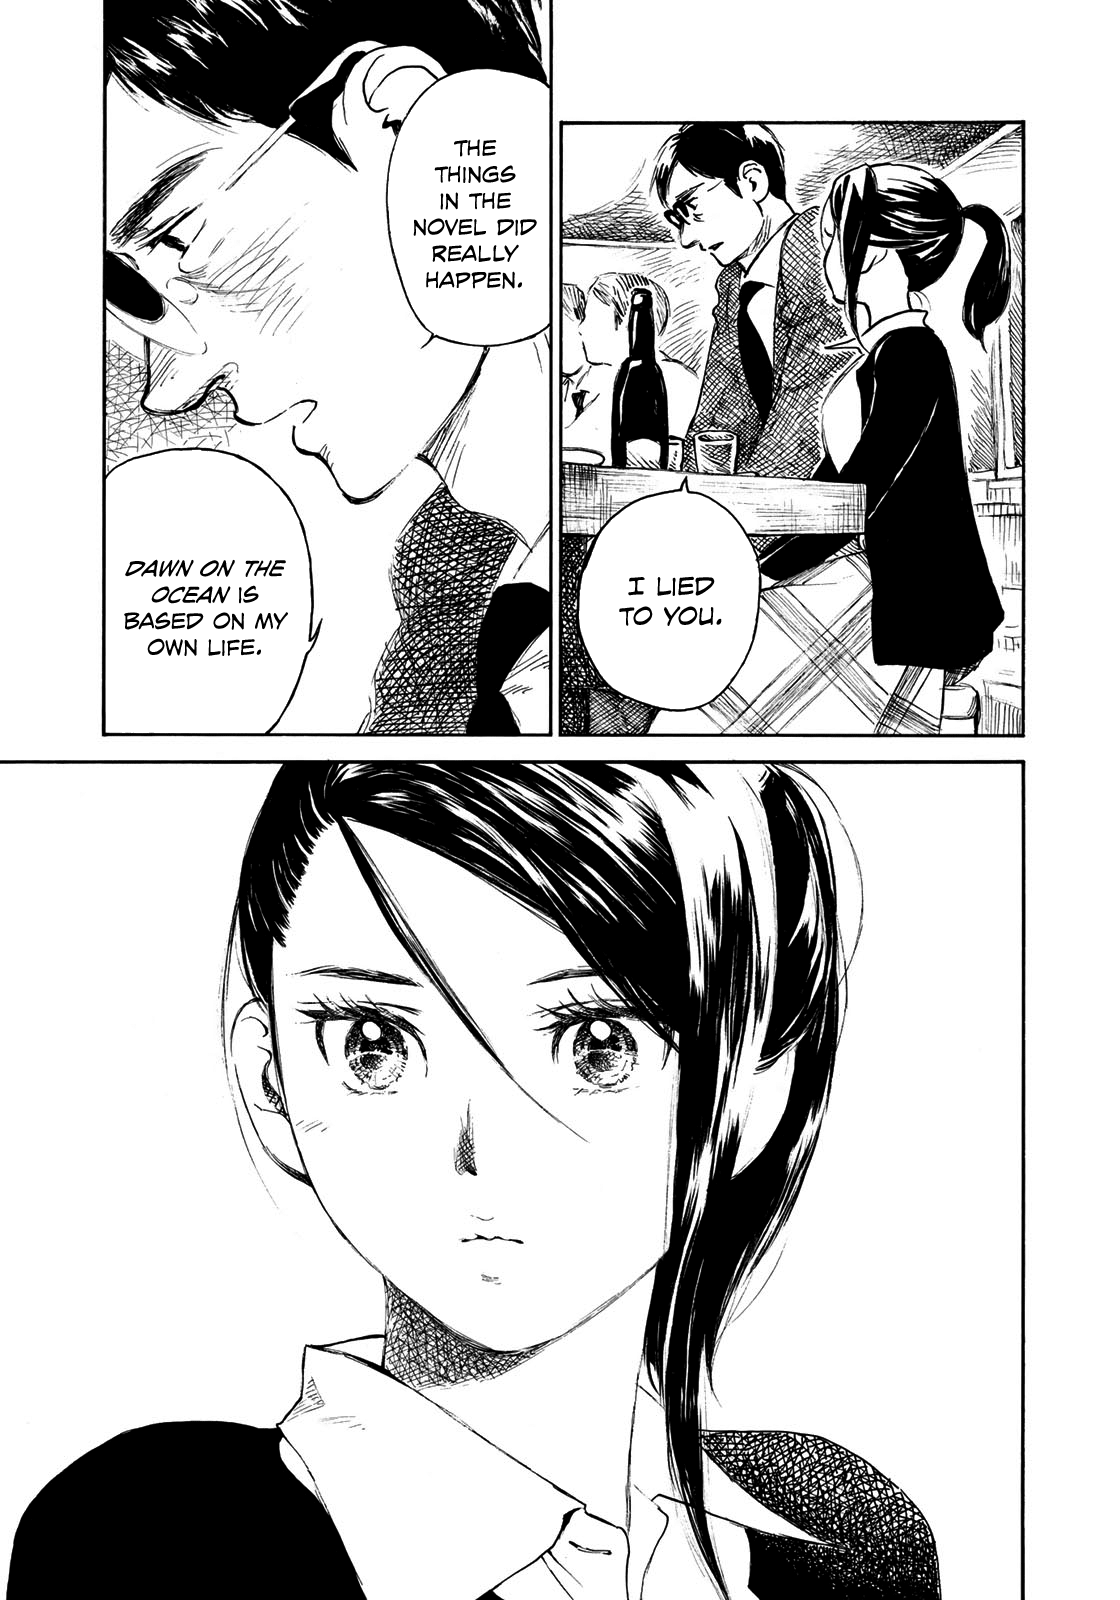 I LIED
TO YOU.
THE
THINGS
IN THE
NOVEL DID
REALLY
HAPPEN.
DAWN ON THE
OCEAN IS
BASED ON MY
OWN LIFE.